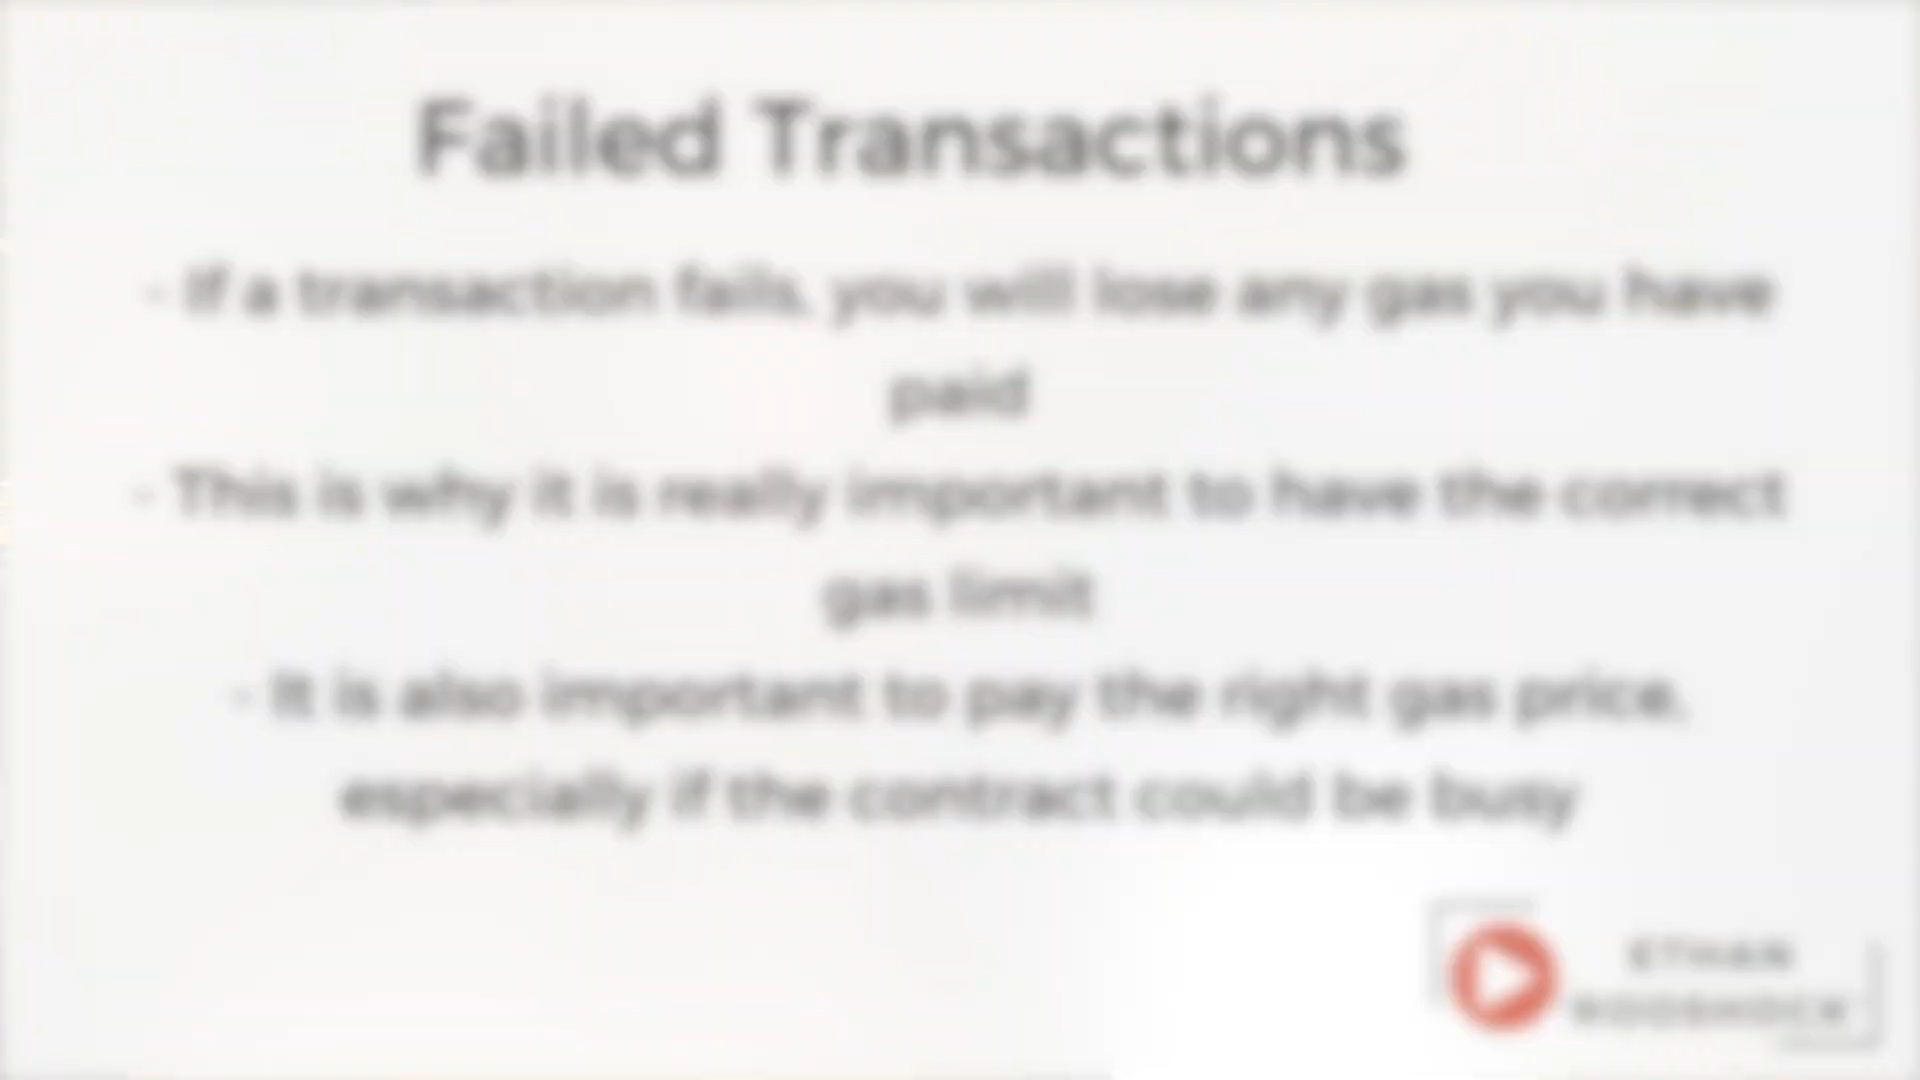 Failed Transactions
- If a transaction fails, you will lose any gas you have
paid
- This is why it is really important to have the correct
gas limit
- It is also important to pay the right gas price,
especially if the contract could be busy
ETHAN